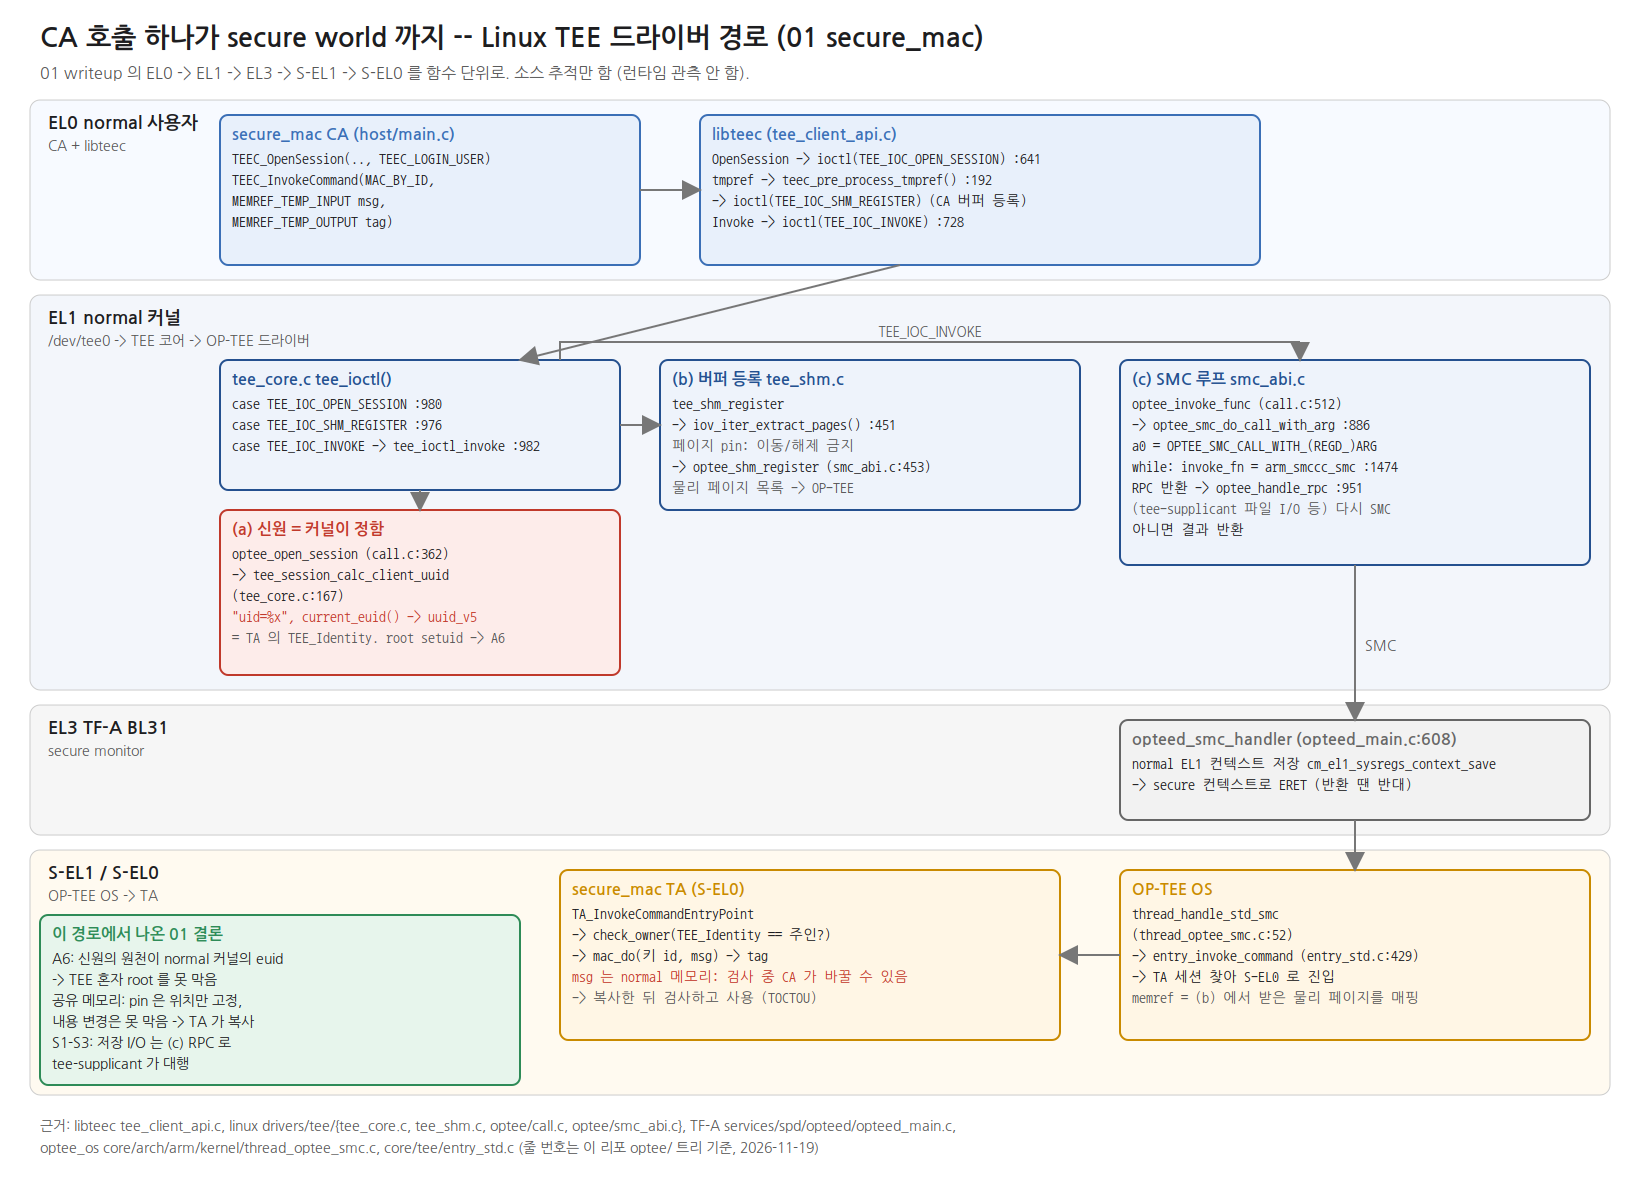 CA 호출 하나가 secure world 까지 -- Linux TEE 드라이버 경로 (01 secure_mac)
01 writeup 의 EL0 -> EL1 -> EL3 -> S-EL1 -> S-EL0 를 함수 단위로. 소스 추적만 함 (런타임 관측 안 함).
EL0 normal 사용자
CA + libteec
secure_mac CA (host/main.c)
TEEC_OpenSession(.., TEEC_LOGIN_USER)
TEEC_InvokeCommand(MAC_BY_ID,
MEMREF_TEMP_INPUT msg,
MEMREF_TEMP_OUTPUT tag)
libteec (tee_client_api.c)
OpenSession -> ioctl(TEE_IOC_OPEN_SESSION) :641
tmpref -> teec_pre_process_tmpref() :192
-> ioctl(TEE_IOC_SHM_REGISTER) (CA 버퍼 등록)
Invoke -> ioctl(TEE_IOC_INVOKE) :728
EL1 normal 커널
/dev/tee0 -> TEE 코어 -> OP-TEE 드라이버
TEE_IOC_INVOKE
tee_core.c tee_ioctl()
case TEE_IOC_OPEN_SESSION :980
case TEE_IOC_SHM_REGISTER :976
case TEE_IOC_INVOKE -> tee_ioctl_invoke :982
(b) 버퍼 등록 tee_shm.c
tee_shm_register
-> iov_iter_extract_pages() :451
페이지 pin: 이동/해제 금지
-> optee_shm_register (smc_abi.c:453)
물리 페이지 목록 -> OP-TEE
(c) SMC 루프 smc_abi.c
optee_invoke_func (call.c:512)
-> optee_smc_do_call_with_arg :886
a0 = OPTEE_SMC_CALL_WITH_(REGD_)ARG
while: invoke_fn = arm_smccc_smc :1474
RPC 반환 -> optee_handle_rpc :951
(tee-supplicant 파일 I/O 등) 다시 SMC
아니면 결과 반환
(a) 신원 = 커널이 정함
optee_open_session (call.c:362)
-> tee_session_calc_client_uuid
(tee_core.c:167)
"uid=%x", current_euid() -> uuid_v5
= TA 의 TEE_Identity. root setuid -> A6
SMC
EL3 TF-A BL31
secure monitor
opteed_smc_handler (opteed_main.c:608)
normal EL1 컨텍스트 저장 cm_el1_sysregs_context_save
-> secure 컨텍스트로 ERET (반환 땐 반대)
S-EL1 / S-EL0
OP-TEE OS -> TA
이 경로에서 나온 01 결론
A6: 신원의 원천이 normal 커널의 euid
-> TEE 혼자 root 를 못 막음
공유 메모리: pin 은 위치만 고정,
내용 변경은 못 막음 -> TA 가 복사
S1-S3: 저장 I/O 는 (c) RPC 로
tee-supplicant 가 대행
secure_mac TA (S-EL0)
TA_InvokeCommandEntryPoint
-> check_owner(TEE_Identity == 주인?)
-> mac_do(키 id, msg) -> tag
msg 는 normal 메모리: 검사 중 CA 가 바꿀 수 있음
-> 복사한 뒤 검사하고 사용 (TOCTOU)
OP-TEE OS
thread_handle_std_smc
(thread_optee_smc.c:52)
-> entry_invoke_command (entry_std.c:429)
-> TA 세션 찾아 S-EL0 로 진입
memref = (b) 에서 받은 물리 페이지를 매핑
근거: libteec tee_client_api.c, linux drivers/tee/{tee_core.c, tee_shm.c, optee/call.c, optee/smc_abi.c}, TF-A services/spd/opteed/opteed_main.c,
optee_os core/arch/arm/kernel/thread_optee_smc.c, core/tee/entry_std.c (줄 번호는 이 리포 optee/ 트리 기준, 2026-11-19)